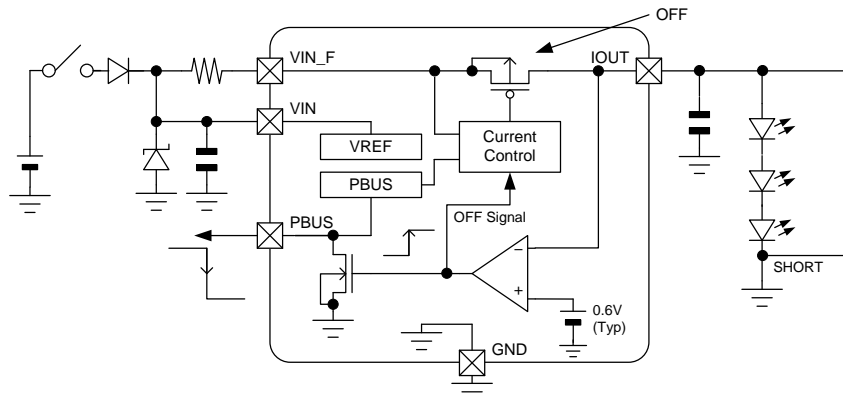 OFF
VIN_F
IOUT
VIN
VREF
Current
Control
PBUS
OFF Signal
PBUS
−
+
0.6V
(Typ)
SHORT
GND